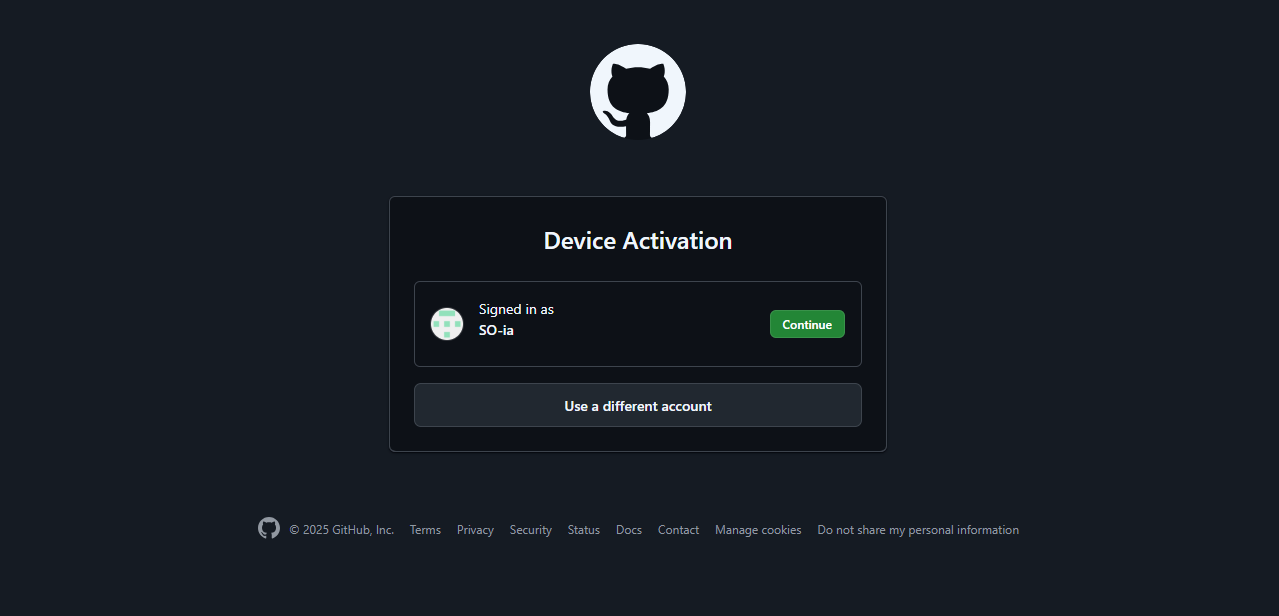 Device Activation
Signed in as
SO-ia
Continue
Use a different account
© 2025 GitHub, Inc. Terms Privacy Security Status Docs Contact Manage cookies Do not share my personal information